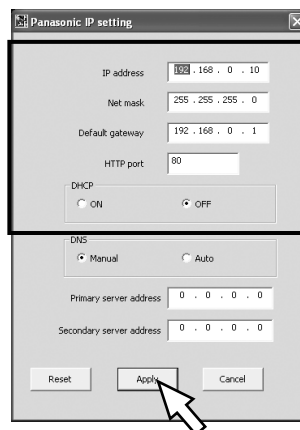 Panasonic IP setting
IP address 192 . 168 . 0 . 10
Net mask 255 . 255 . 255 . 0
Default gateway 192 . 168 . 0 . 1
HTTP port 80
DHCP
ON OFF
DNS
Manual Auto
Primary server address 0 . 0 . 0 . 0
Secondary server address 0 . 0 . 0 . 0
Reset Apply Cancel